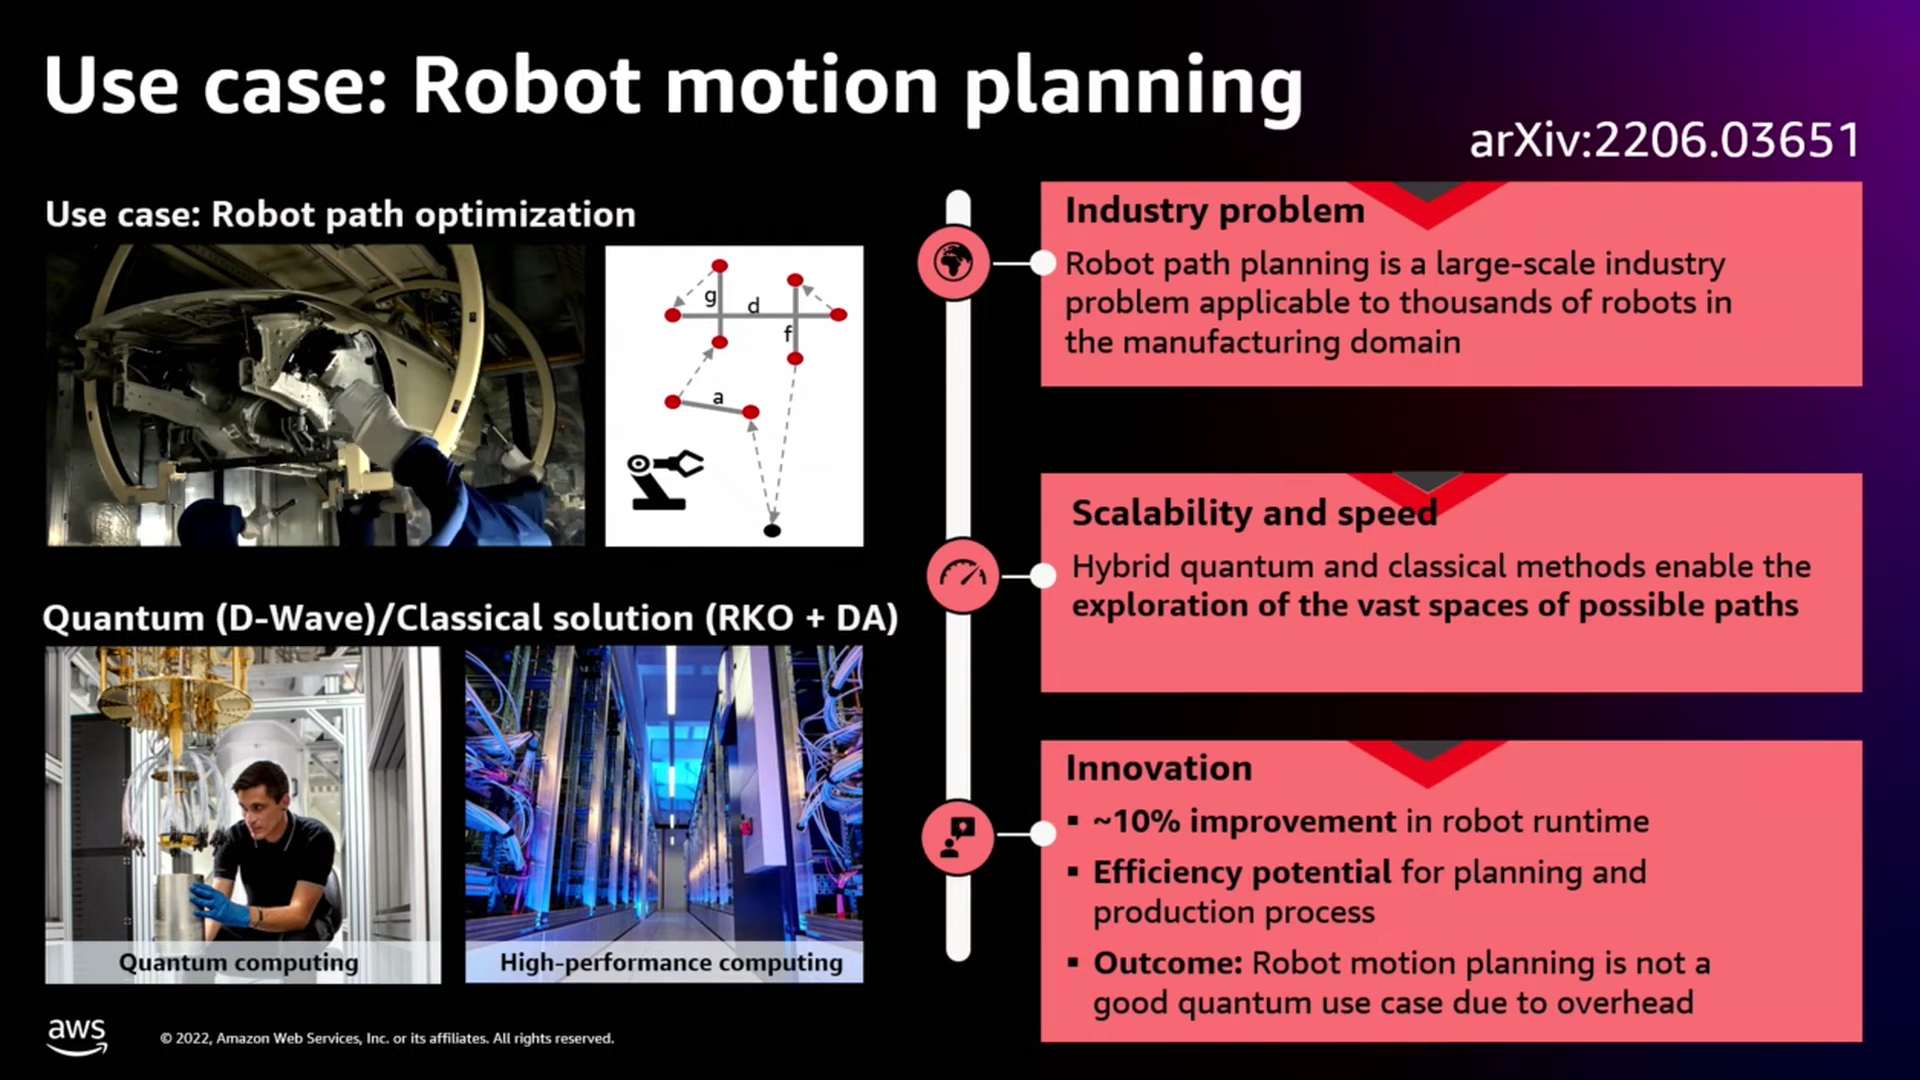 Use case: Robot motion planning
arXiv:2206.03651
Use case: Robot path optimization
g
d
f
a
Quantum (D-Wave)/Classical solution (RKO + DA)
Quantum computing
High-performance computing
Industry problem
Robot path planning is a large-scale industry
problem applicable to thousands of robots in
the manufacturing domain
Scalability and speed
Hybrid quantum and classical methods enable the
exploration of the vast spaces of possible paths
Innovation
▪ ~10% improvement in robot runtime
▪ Efficiency potential for planning and
production process
▪ Outcome: Robot motion planning is not a
good quantum use case due to overhead
aws
© 2022, Amazon Web Services, Inc. or its affiliates. All rights reserved.